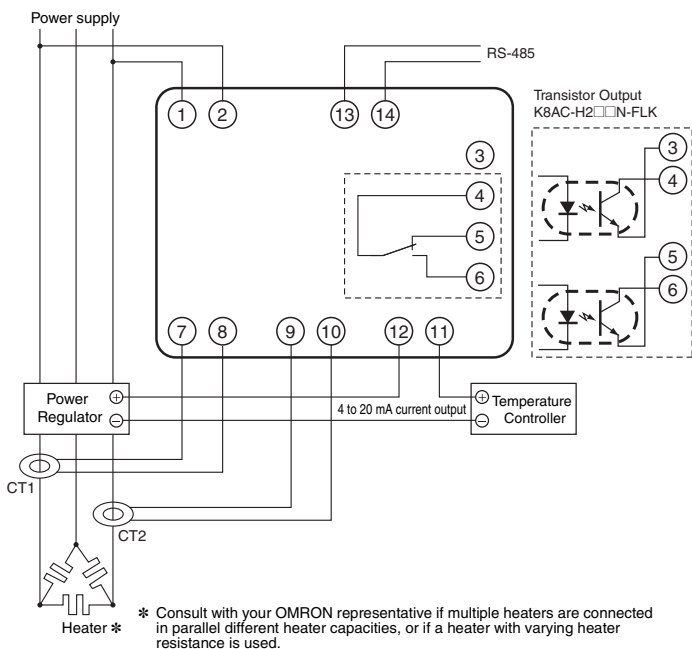 Power supply
RS-485
1
2
13
14
Transistor Output
K8AC-H2□□N-FLK
3
3
4
4
5
5
6
6
7
8
9
10
12
11
Power
Regulator
+
−
4 to 20 mA current output
+
−
Temperature
Controller
CT1
CT2
Heater ✻
✻ Consult with your OMRON representative if multiple heaters are connected
in parallel different heater capacities, or if a heater with varying heater
resistance is used.